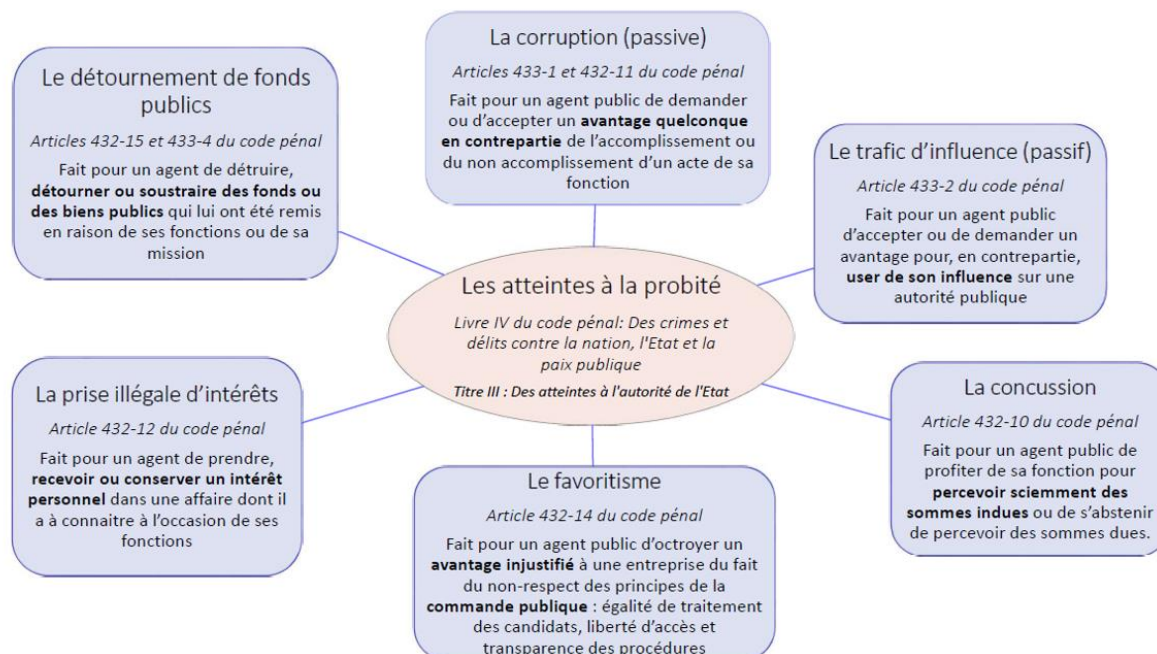 Le détournement de fonds
publics
Articles 432-15 et 433-4 du code pénal
Fait pour un agent de détruire,
détourner ou soustraire des fonds ou
des biens publics qui lui ont été remis
en raison de ses fonctions ou de sa
mission
La corruption (passive)
Articles 433-1 et 432-11 du code pénal
Fait pour un agent public de demander
ou d'accepter un avantage quelconque
en contrepartie de l'accomplissement ou
du non accomplissement d'un acte de sa
fonction
Le trafic d'influence (passif)
Article 433-2 du code pénal
Fait pour un agent public
d'accepter ou de demander un
avantage pour, en contrepartie,
user de son influence sur une
autorité publique
Les atteintes à la probité
Livre IV du code pénal: Des crimes et
délits contre la nation, l'Etat et la
paix publique
Titre III : Des atteintes à l'autorité de l'Etat
La prise illégale d'intérêts
Article 432-12 du code pénal
Fait pour un agent de prendre,
recevoir ou conserver un intérêt
personnel dans une affaire dont il
a à connaitre à l'occasion de ses
fonctions
Le favoritisme
Article 432-14 du code pénal
Fait pour un agent public d'octroyer un
avantage injustifié à une entreprise du fait
du non-respect des principes de la
commande publique : égalité de traitement
des candidats, liberté d'accès et
transparence des procédures
La concussion
Article 432-10 du code pénal
Fait pour un agent public de
profiter de sa fonction pour
percevoir sciemment des
sommes indues ou de s'abstenir
de percevoir des sommes dues.